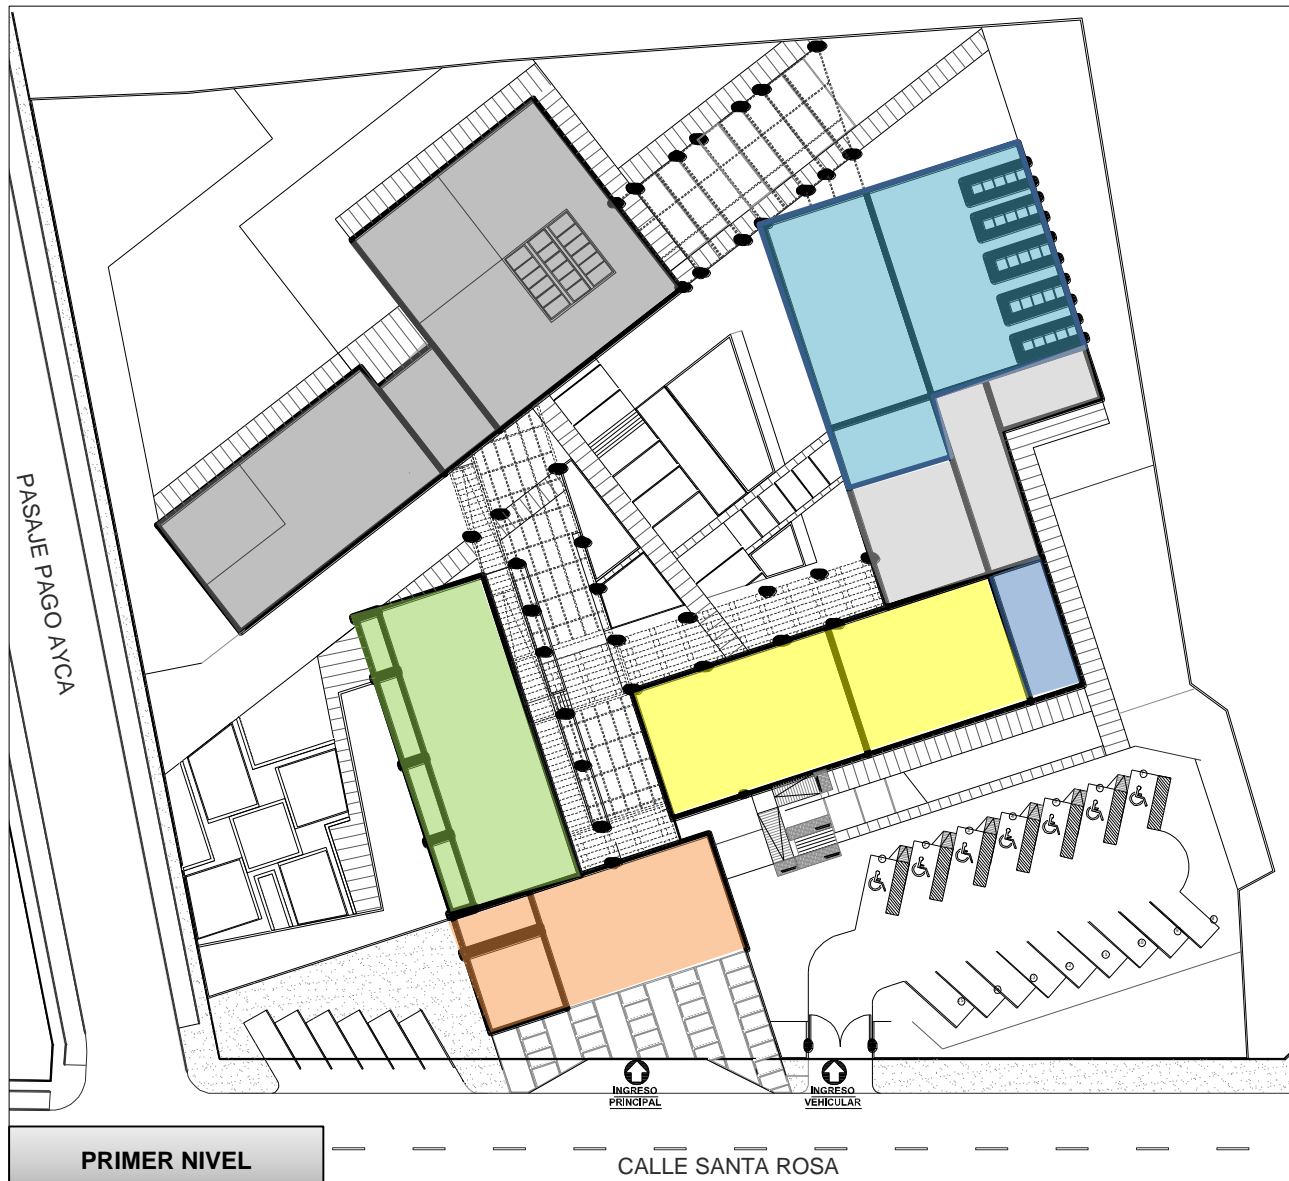 PASAJE PAGO AYCA
INGRESO
PRINCIPAL
INGRESO
VEHICULAR
PRIMER NIVEL
CALLE SANTA ROSA